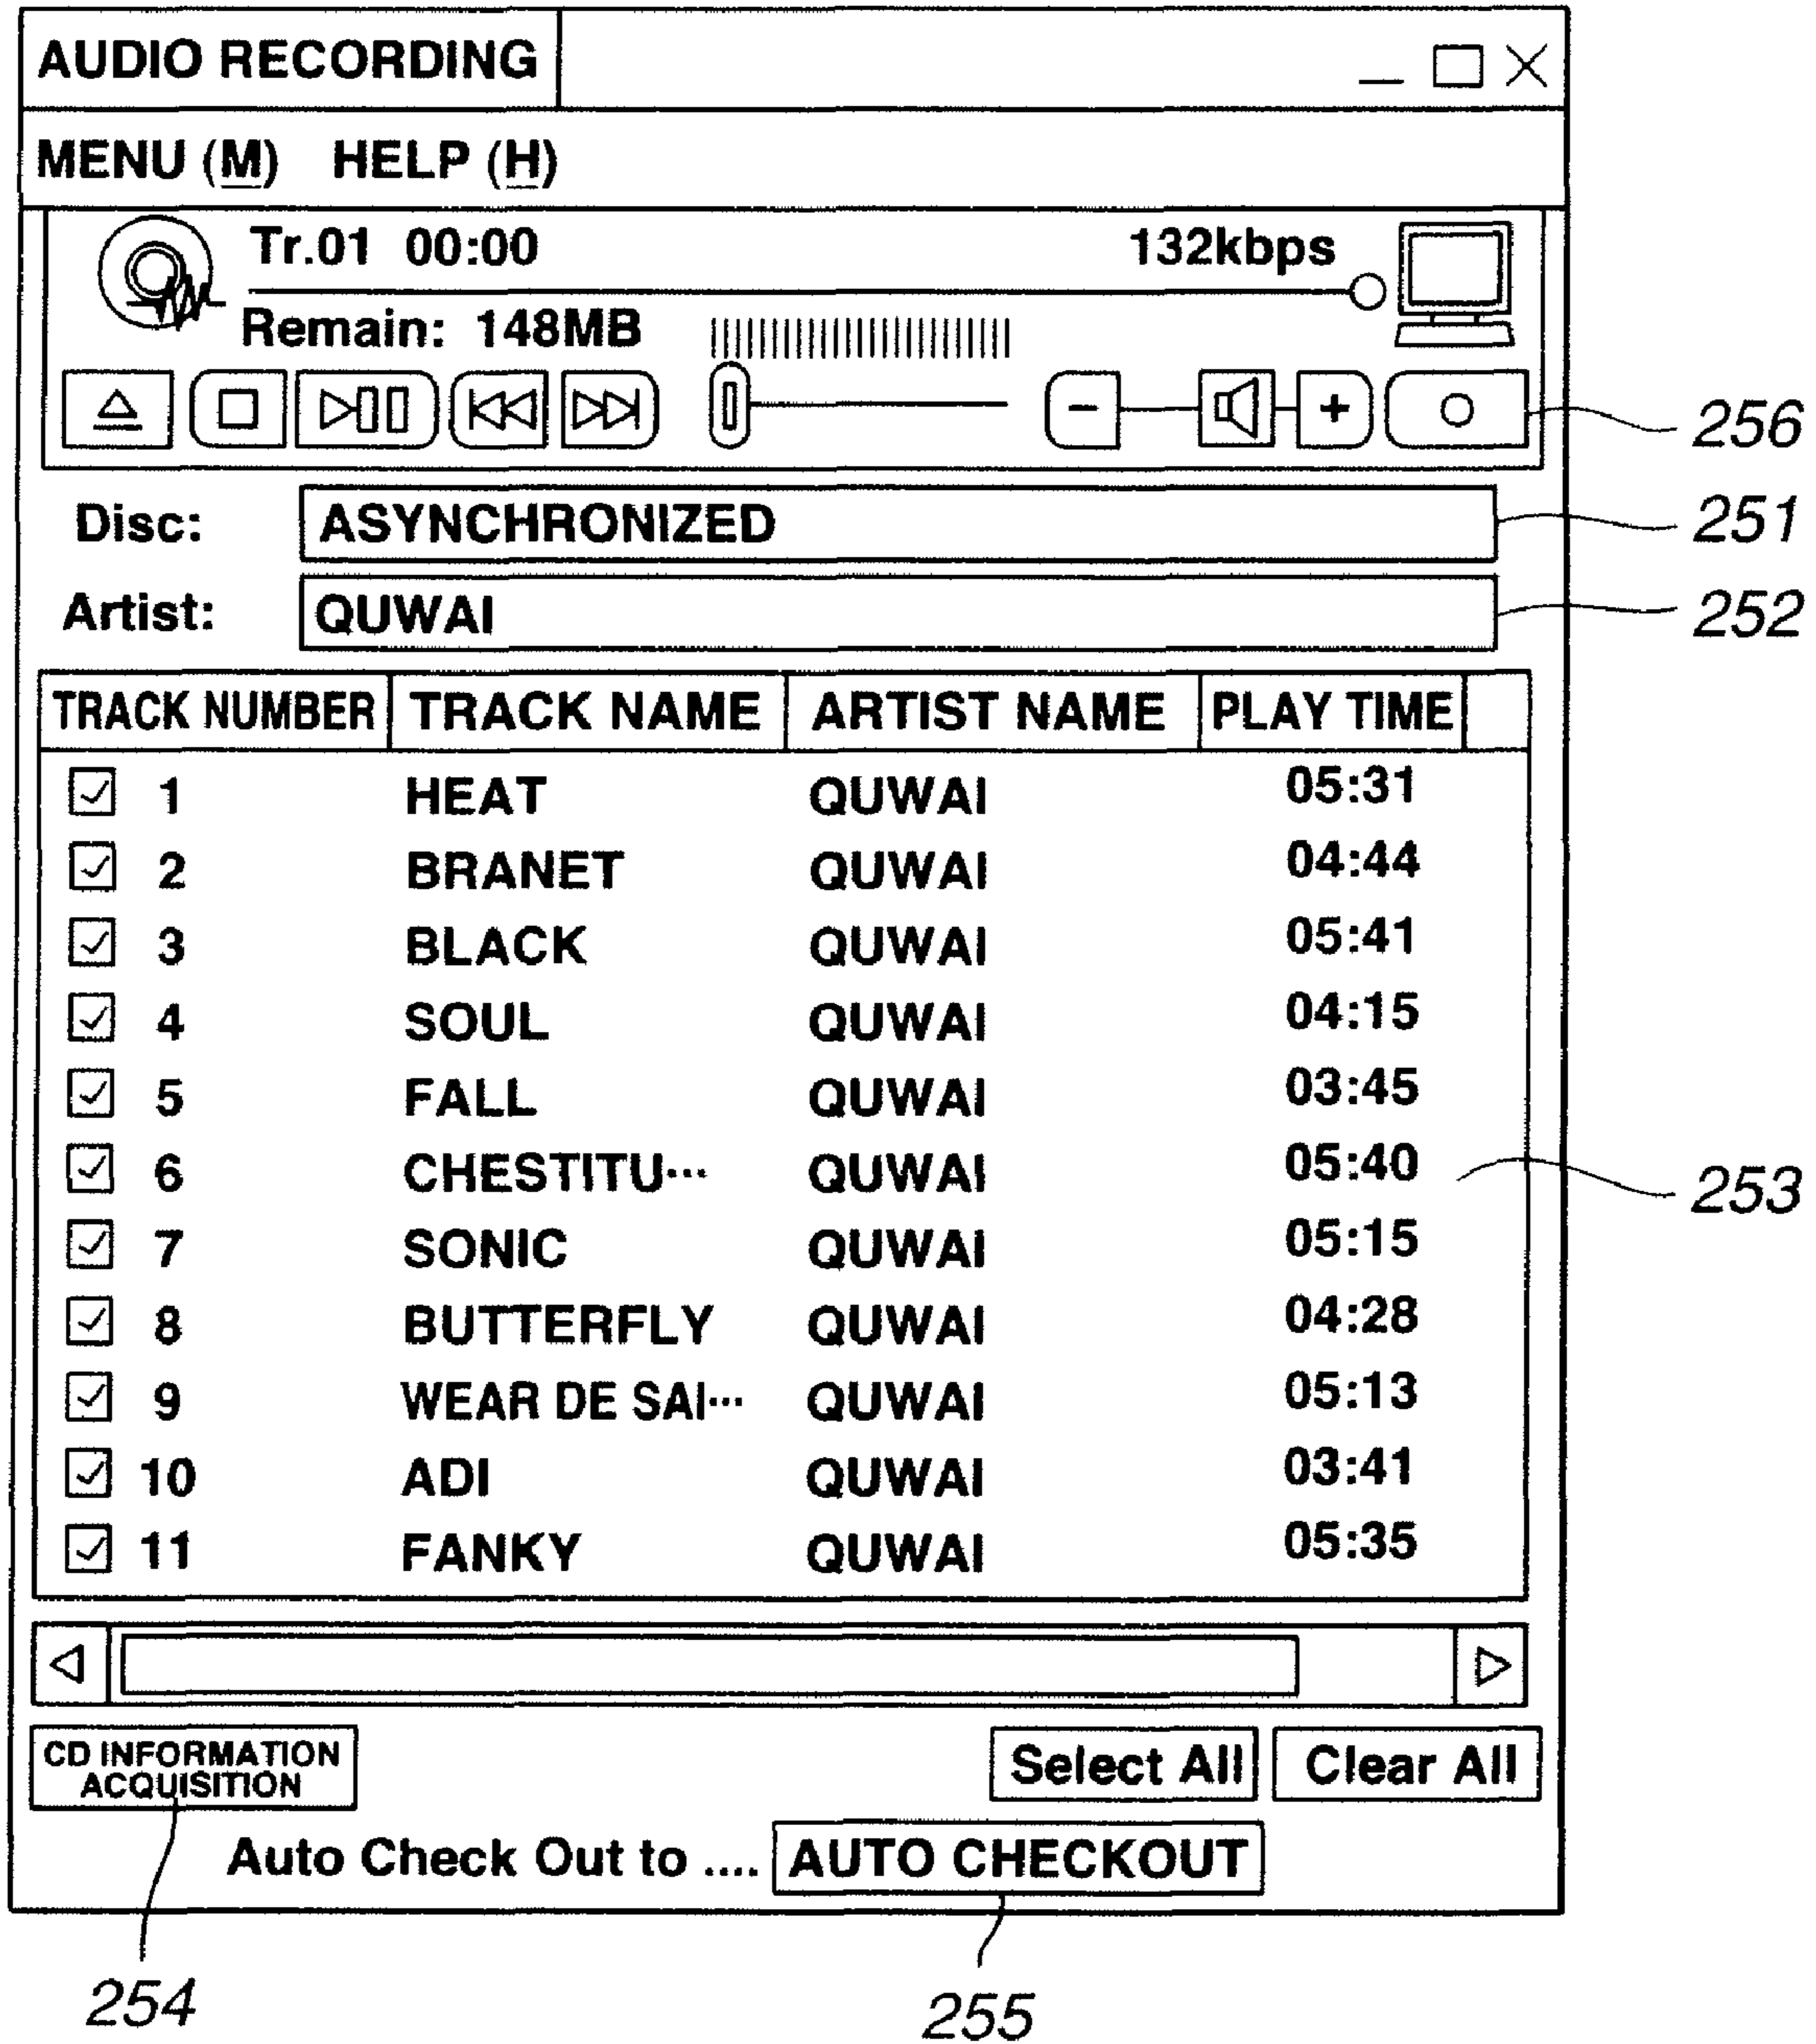 AUDIO RECORDING
MENU (M) HELP (H)
Tr.01 00:00 132kbps
Remain: 148MB
256
Disc: ASYNCHRONIZED 251
Artist: QUWAI 252
TRACK NUMBER TRACK NAME ARTIST NAME PLAY TIME
1 HEAT QUWAI 05:31
2 BRANET QUWAI 04:44
3 BLACK QUWAI 05:41
4 SOUL QUWAI 04:15
5 FALL QUWAI 03:45
6 CHESTITU... QUWAI 05:40 253
7 SONIC QUWAI 05:15
8 BUTTERFLY QUWAI 04:28
9 WEAR DE SAI... QUWAI 05:13
10 ADI QUWAI 03:41
11 FANKY QUWAI 05:35
CD INFORMATION
ACQUISITION
Select All Clear All
Auto Check Out to .... AUTO CHECKOUT
254 255